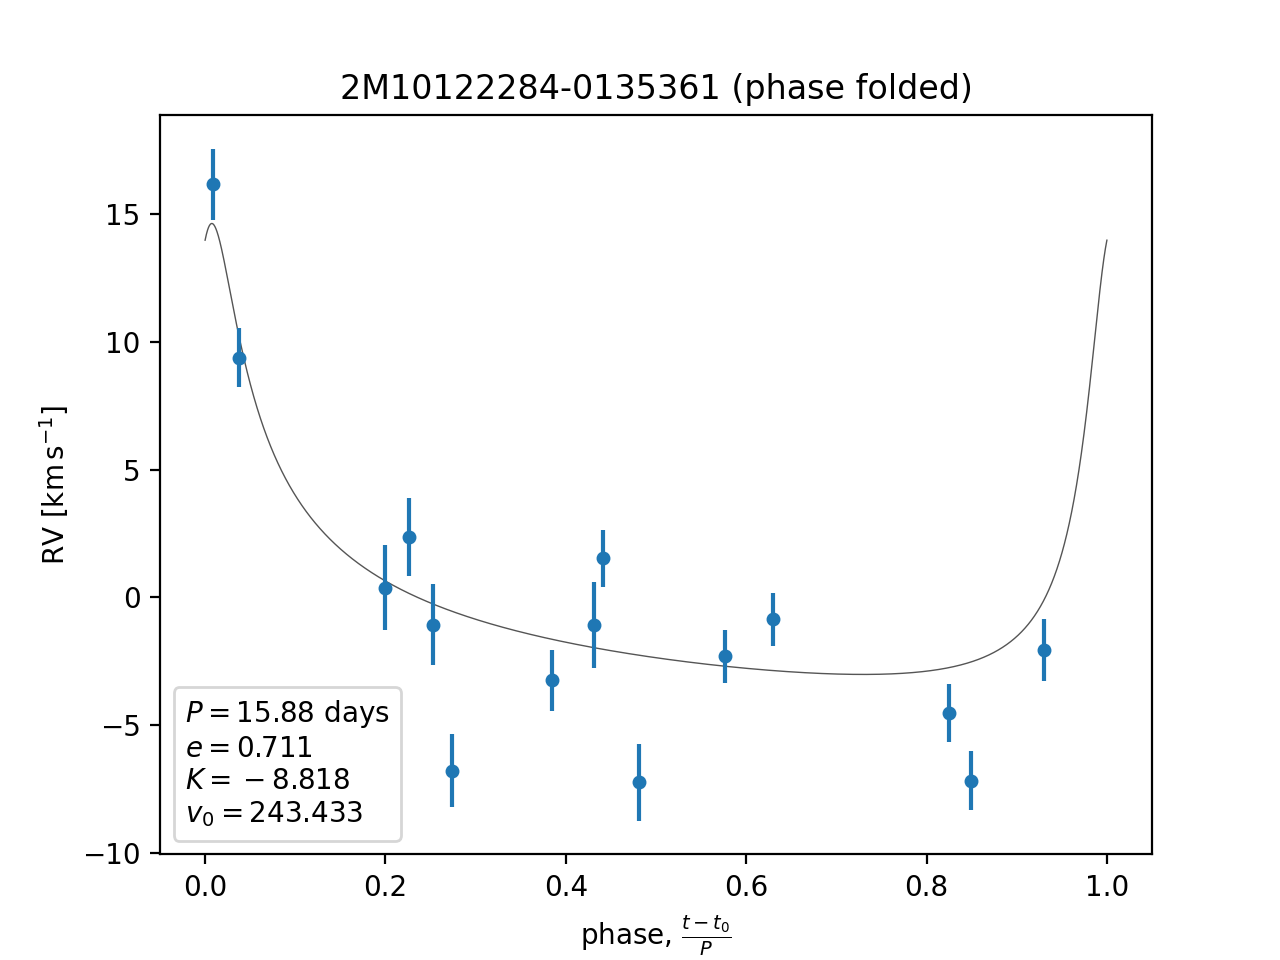 2M10122284-0135361 (phase folded)
15
10
5
0
−5
−10
RV [km s⁻¹]
P = 15.88 days
e = 0.711
K = − 8.818
v₀ = 243.433
0.0 0.2 0.4 0.6 0.8 1.0
phase, (t − t₀)/P